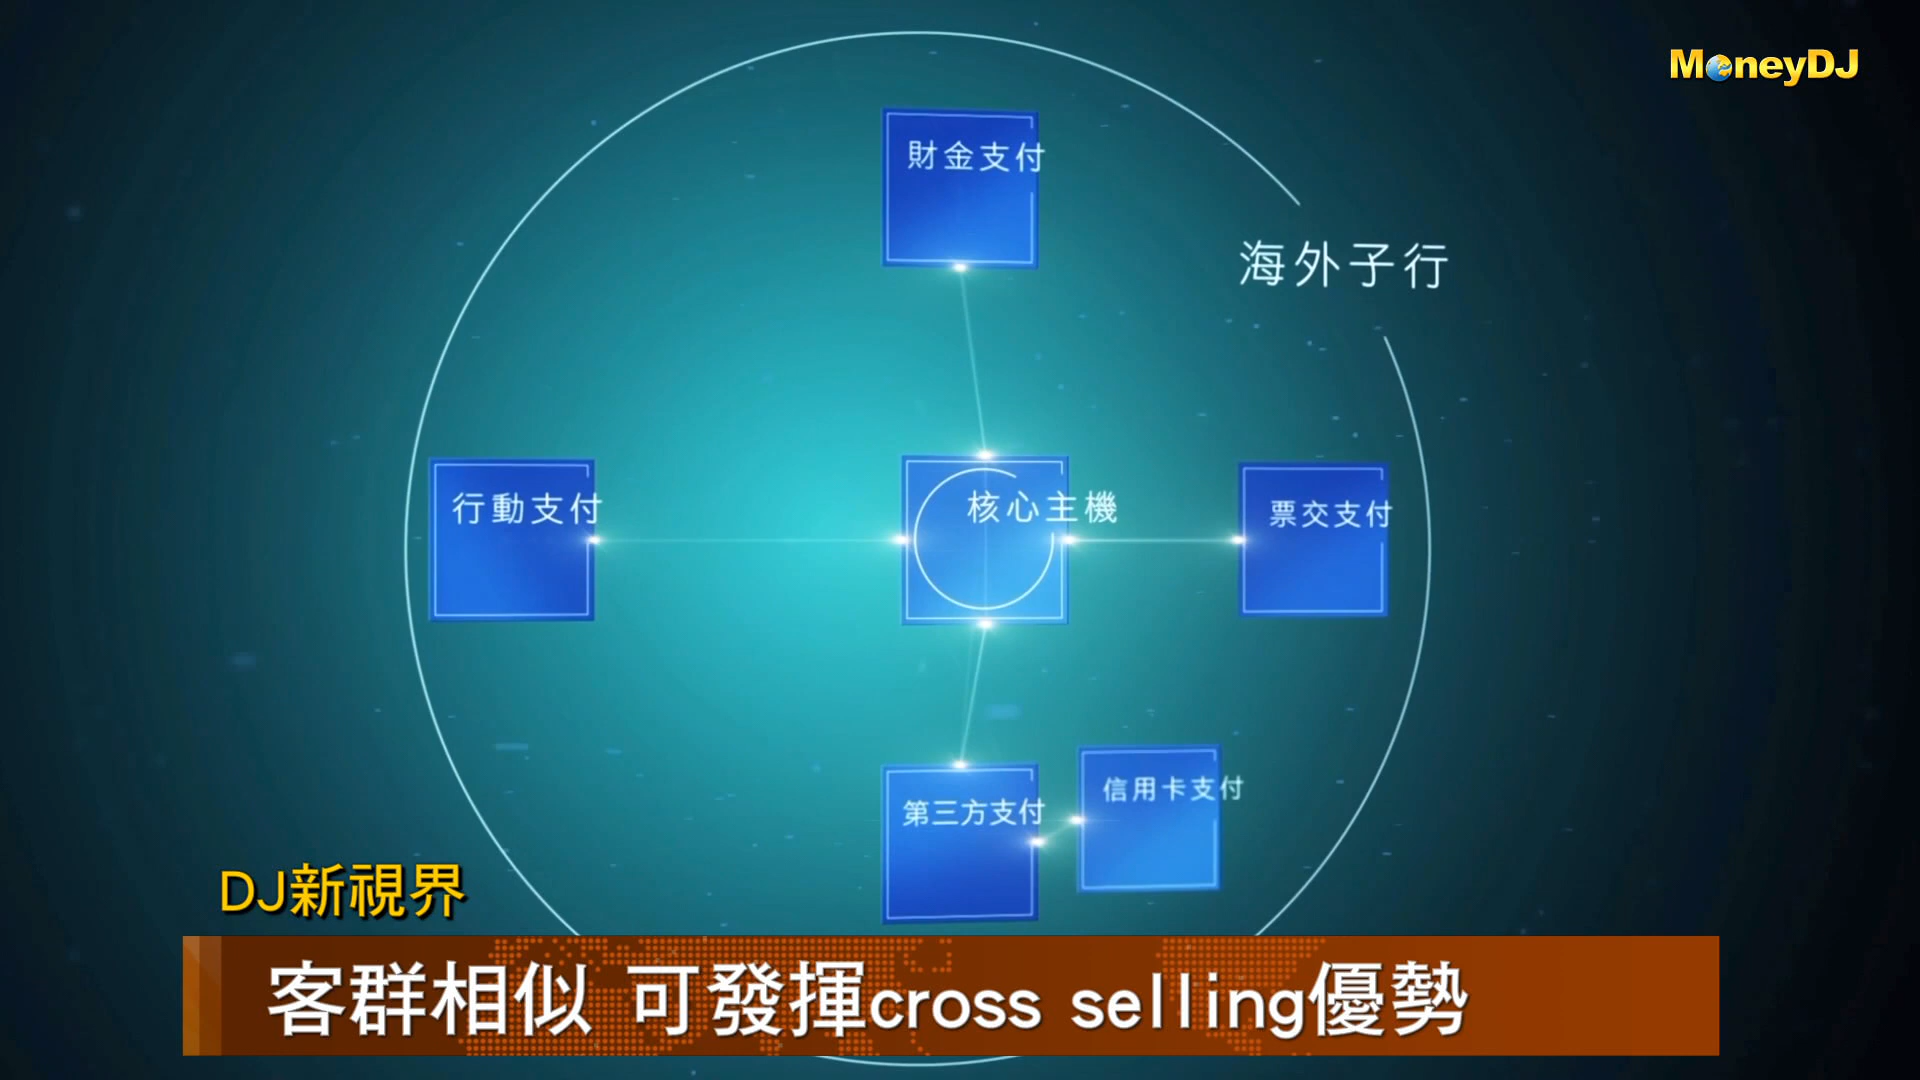 MoneyDJ
財金支付
海外子行
行動支付
核心主機
票交支付
第三方支付
信用卡支付
DJ新視界
客群相似 可發揮cross selling優勢